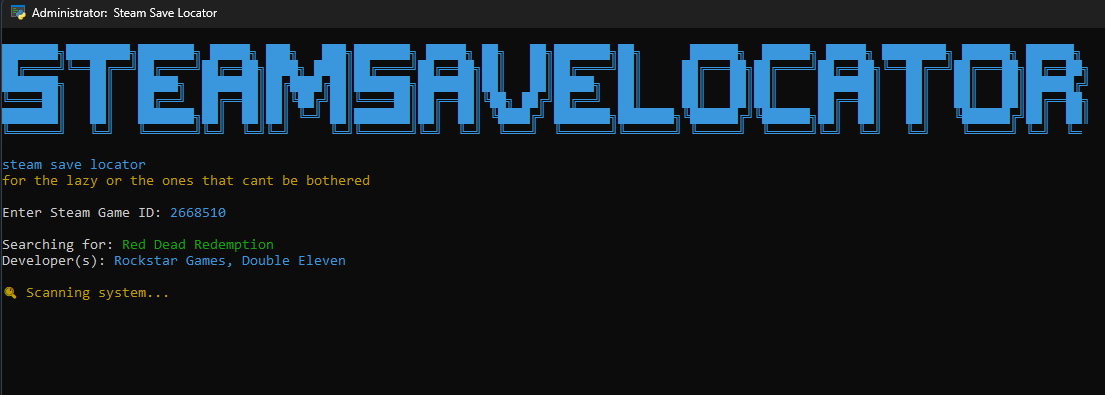 Administrator: Steam Save Locator
STEAMSAVELOCATOR
steam save locator
for the lazy or the ones that cant be bothered
Enter Steam Game ID: 2668510
Searching for: Red Dead Redemption
Developer(s): Rockstar Games, Double Eleven
🔍 Scanning system...